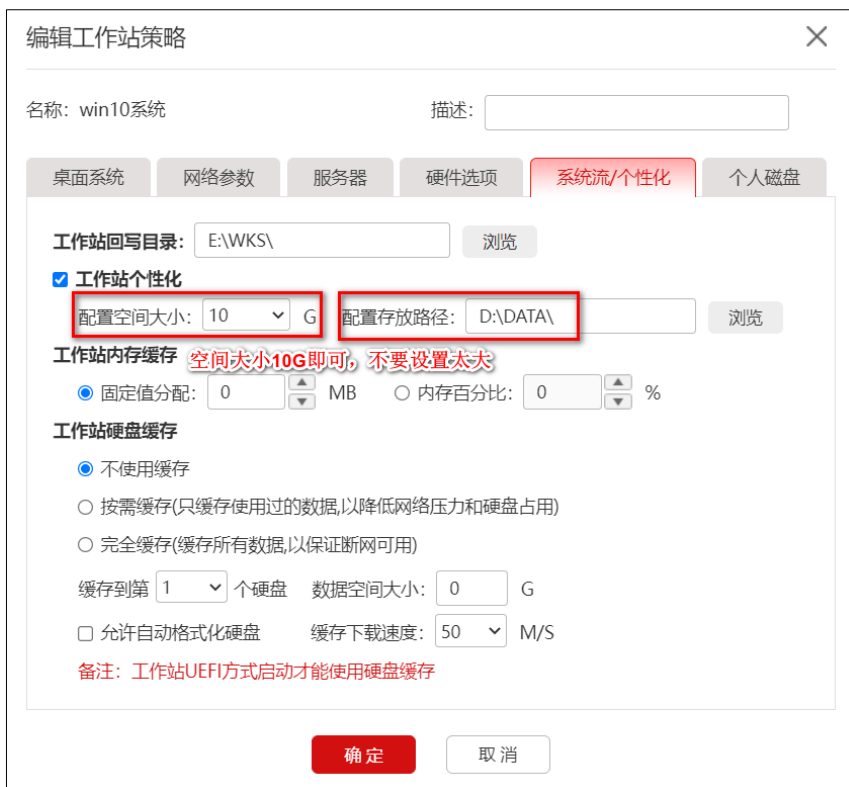 编辑工作站策略
名称：win10系统 描述：
桌面系统 网络参数 服务器 硬件选项 系统流/个性化 个人磁盘
工作站回写目录： E:\WKS\ 浏览
工作站个性化
配置空间大小： 10 G 配置存放路径： D:\DATA\ 浏览
工作站内存缓存 空间大小10G即可，不要设置太大
固定值分配： 0 MB 内存百分比： 0 %
工作站硬盘缓存
不使用缓存
按需缓存(只缓存使用过的数据,以降低网络压力和硬盘占用)
完全缓存(缓存所有数据,以保证断网可用)
缓存到第 1 个硬盘 数据空间大小： 0 G
允许自动格式化硬盘 缓存下载速度： 50 M/S
备注：工作站UEFI方式启动才能使用硬盘缓存
确定 取消